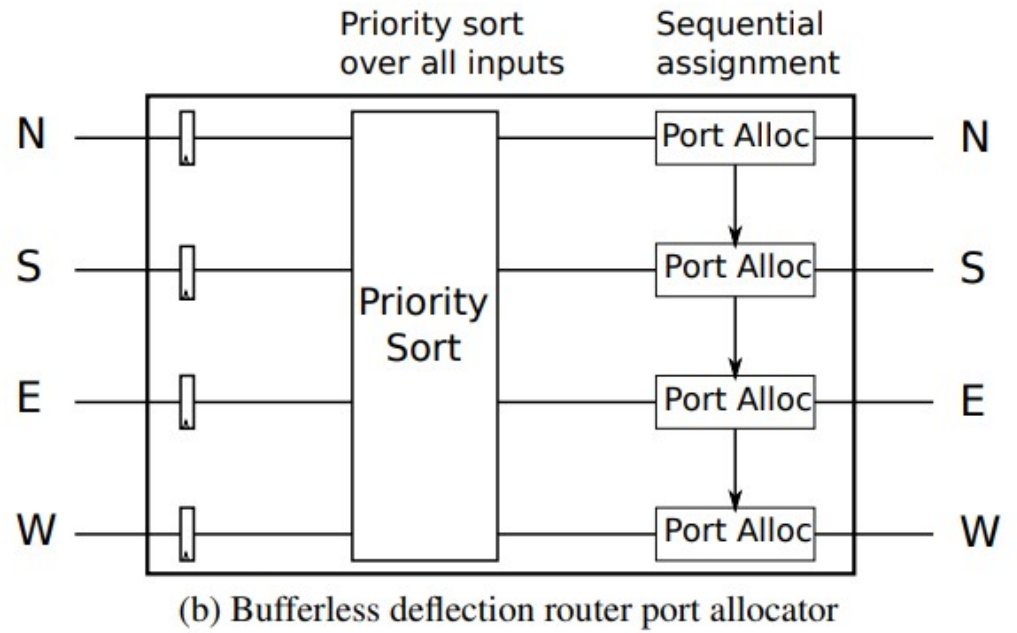 Priority sort
over all inputs
Sequential
assignment
N
Port Alloc
N
S
Port Alloc
S
Priority
Sort
E
Port Alloc
E
W
Port Alloc
W
(b) Bufferless deflection router port allocator